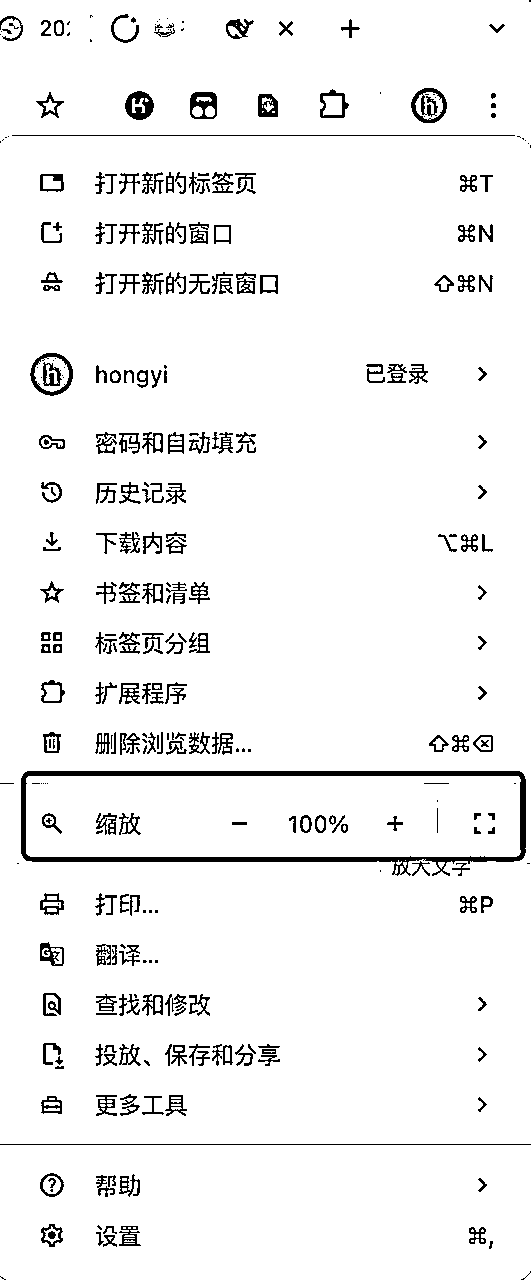 20
打开新的标签页 ⌘T
打开新的窗口 ⌘N
打开新的无痕窗口 ⇧⌘N
hongyi 已登录
密码和自动填充
历史记录
下载内容 ⌥⌘L
书签和清单
标签页分组
扩展程序
删除浏览数据... ⇧⌘⌫
缩放 − 100% +
放大文字
打印... ⌘P
翻译...
查找和修改
投放、保存和分享
更多工具
帮助
设置 ⌘,